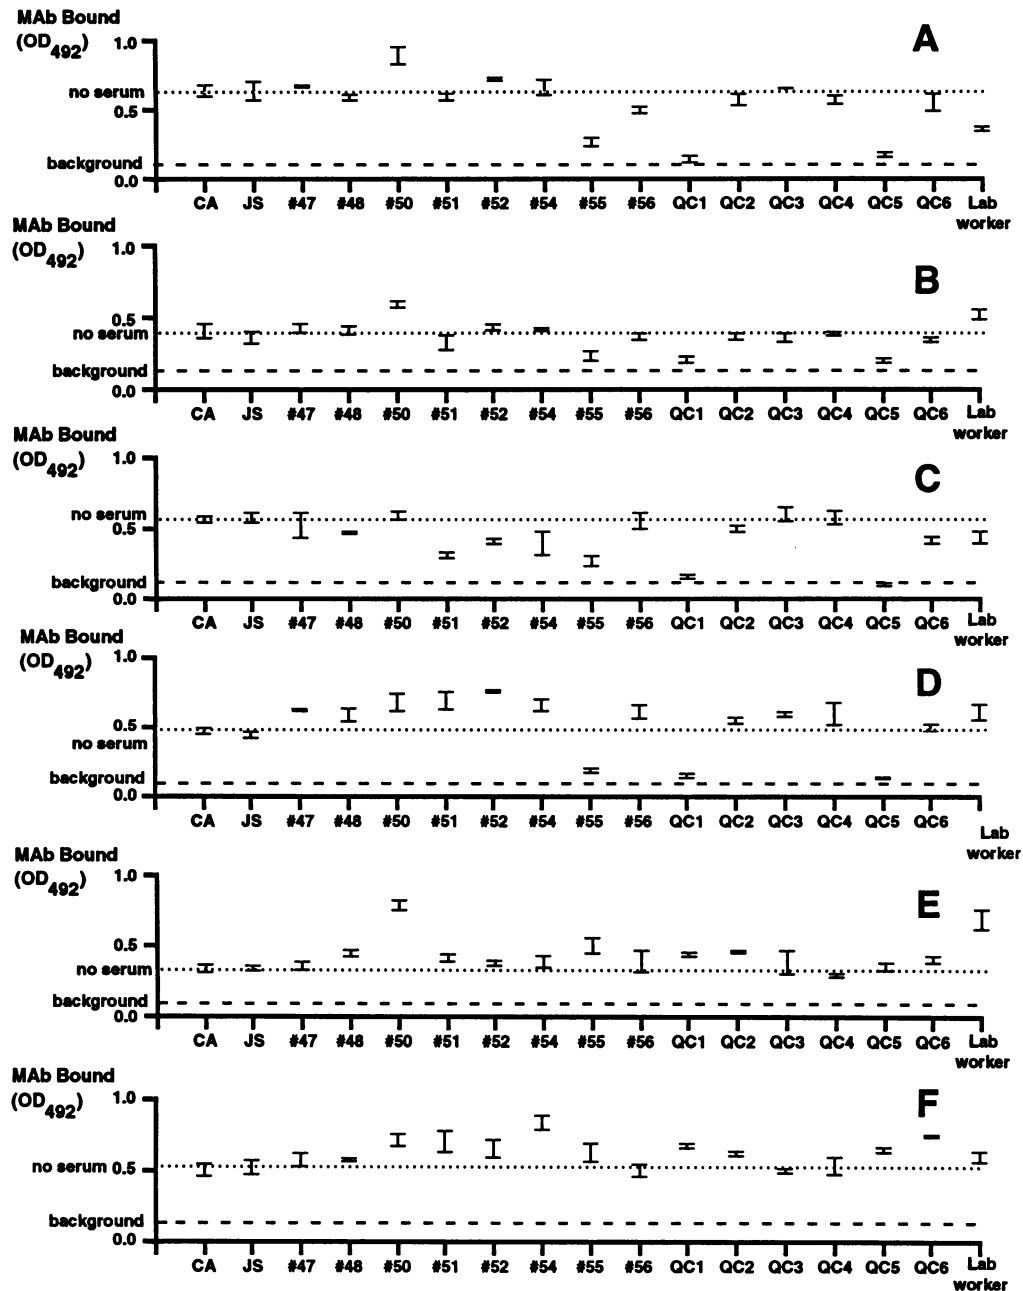 MAb Bound
(OD492)
1.0
A
no serum
0.5
background
0.0
CA JS #47 #48 #50 #51 #52 #54 #55 #56 QC1 QC2 QC3 QC4 QC5 QC6 Lab
worker
MAb Bound
(OD492)
1.0
B
0.5
no serum
background
0.0
CA JS #47 #48 #50 #51 #52 #54 #55 #56 QC1 QC2 QC3 QC4 QC5 QC6 Lab
worker
MAb Bound
(OD492)
1.0
C
no serum
0.5
background
0.0
CA JS #47 #48 #50 #51 #52 #54 #55 #56 QC1 QC2 QC3 QC4 QC5 QC6 Lab
worker
MAb Bound
(OD492)
1.0
D
0.5
no serum
background
0.0
CA JS #47 #48 #50 #51 #52 #54 #55 #56 QC1 QC2 QC3 QC4 QC5 QC6
Lab
worker
MAb Bound
(OD492)
1.0
E
0.5
no serum
background
0.0
CA JS #47 #48 #50 #51 #52 #54 #55 #56 QC1 QC2 QC3 QC4 QC5 QC6 Lab
worker
MAb Bound
(OD492)
1.0
F
no serum
0.5
background
0.0
CA JS #47 #48 #50 #51 #52 #54 #55 #56 QC1 QC2 QC3 QC4 QC5 QC6 Lab
worker